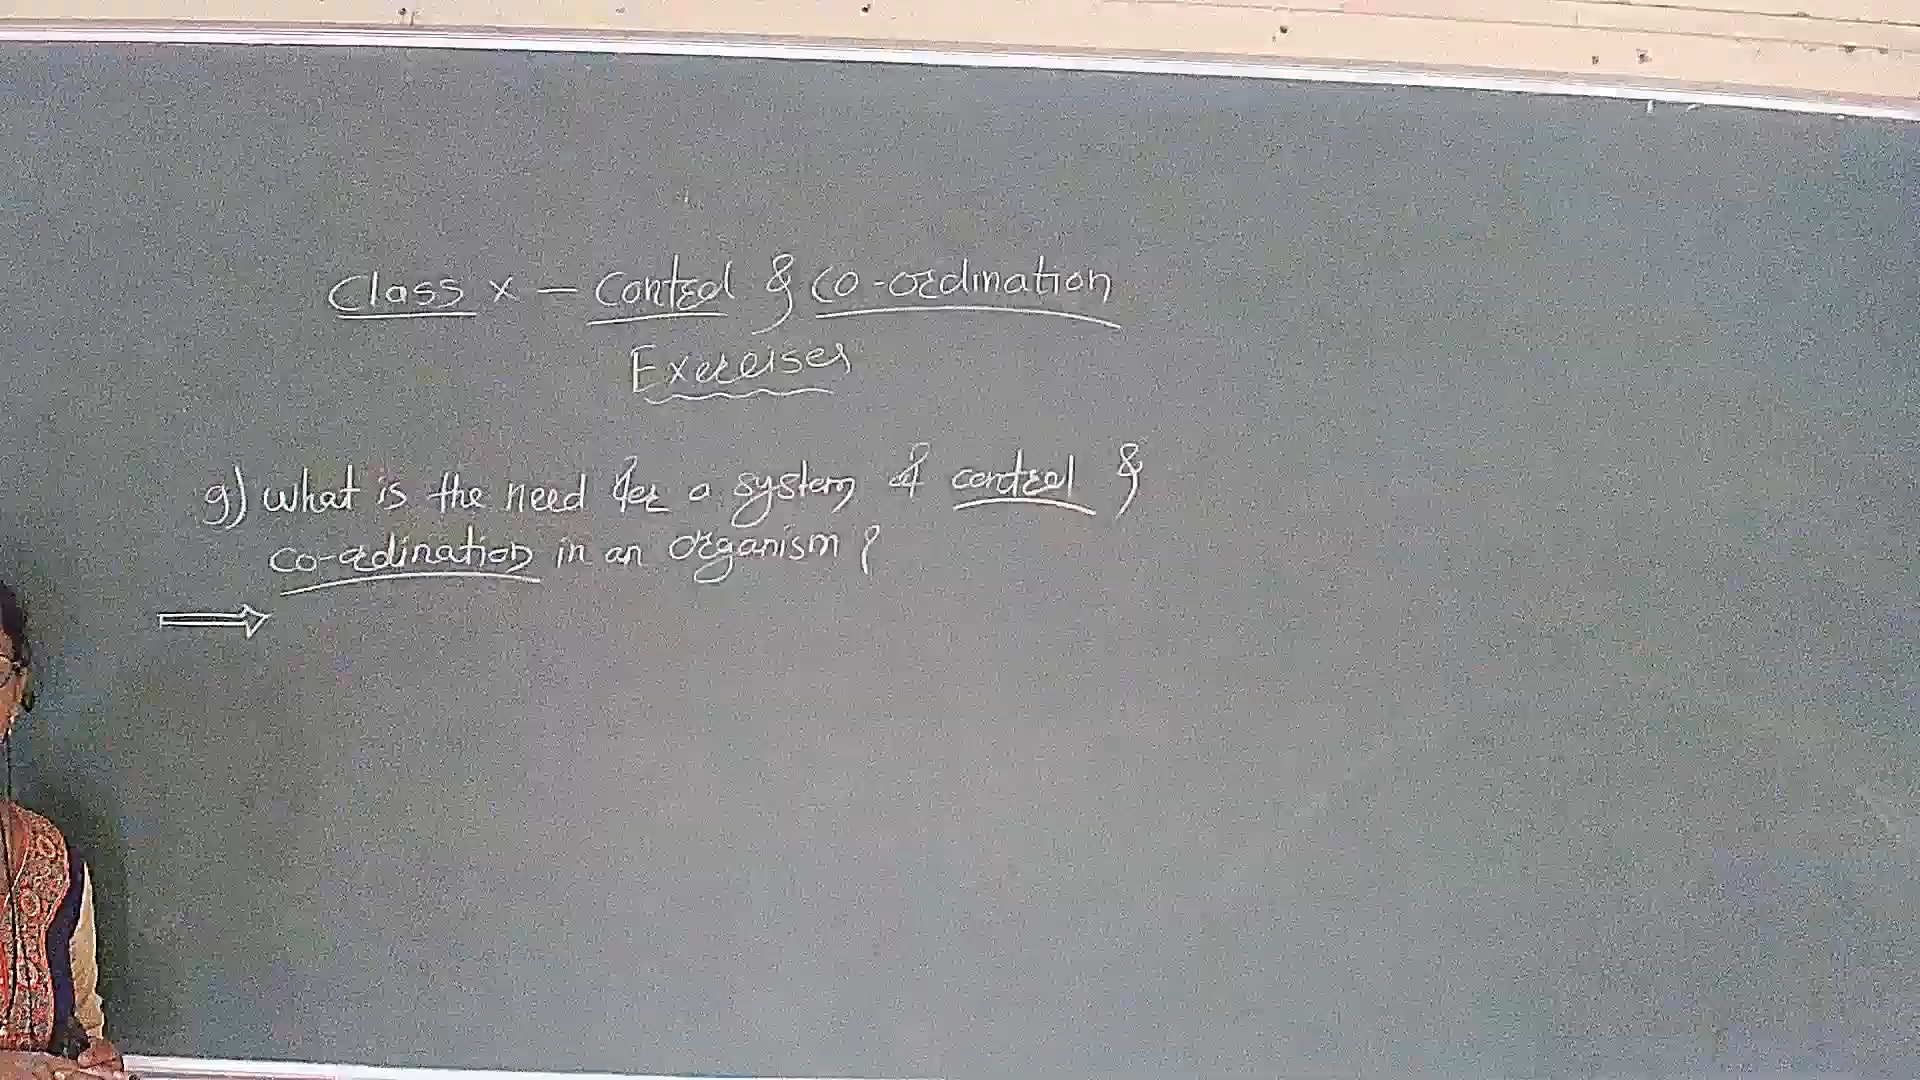 Class X - Control & Co-ordination
Exercises
9) What is the need for a system of control &
co-ordination in an organism?